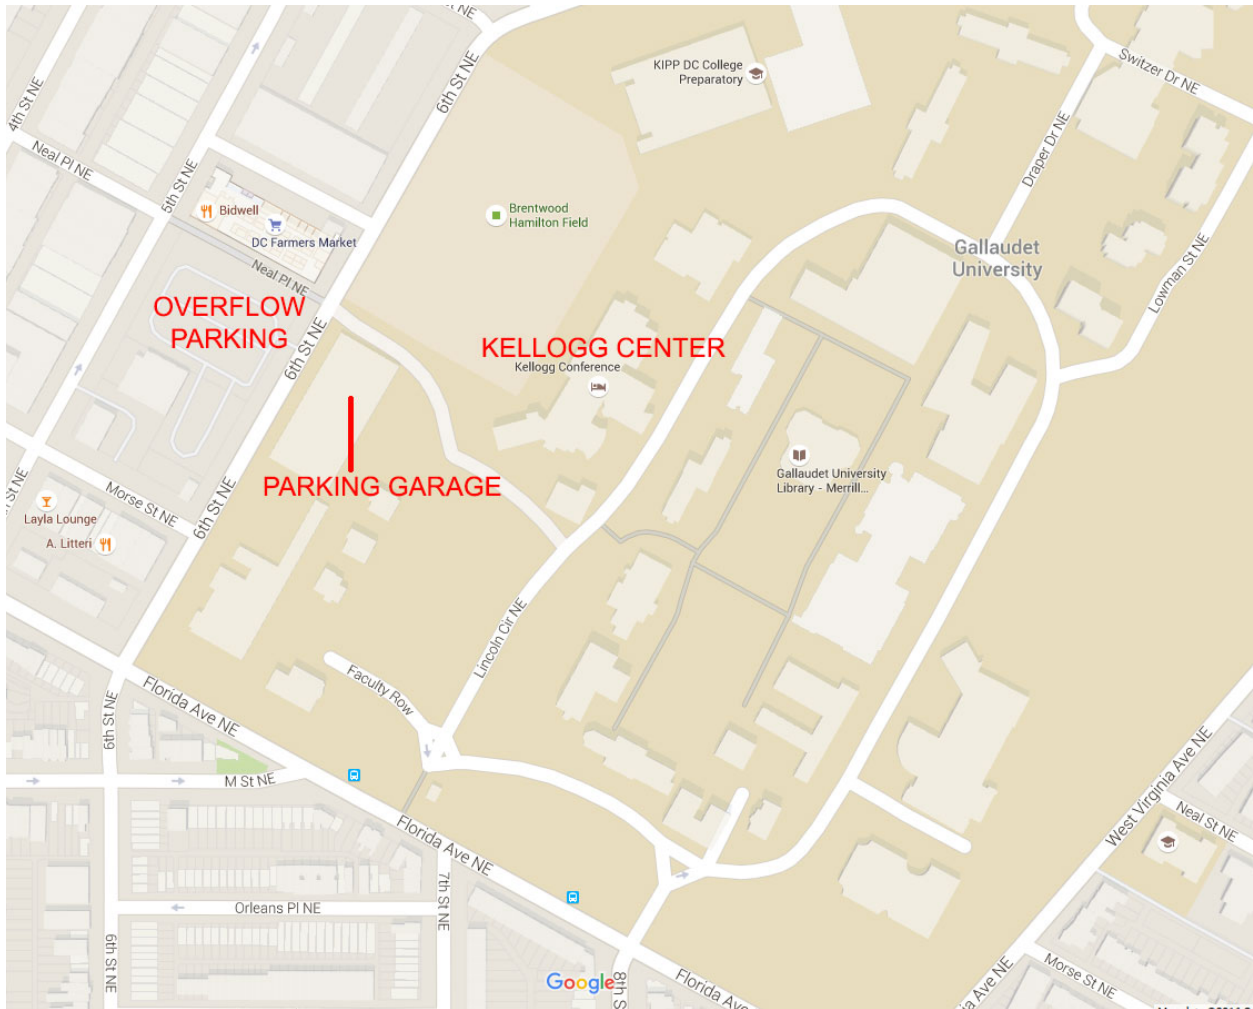 KIPP DC College
Preparatory
Switzer Dr NE
4th St NE
6th St NE
Draper Dr NE
Neal Pl NE
5th St NE
Bidwell
DC Farmers Market
Brentwood
Hamilton Field
Gallaudet
University
Lowman St NE
Neal Pl NE
OVERFLOW
PARKING
6th St NE
KELLOGG CENTER
Kellogg Conference
Gallaudet University
Library - Merrill...
PARKING GARAGE
Morse St NE
6th St NE
St NE
Layla Lounge
A. Litteri
Lincoln Cir NE
Faculty Row
Florida Ave NE
6th St NE
M St NE
West Virginia Ave NE
Neal St NE
Florida Ave NE
7th St NE
Orleans Pl NE
6th St NE
Google
8th S
Florida Ave
Ave NE
Morse St NE